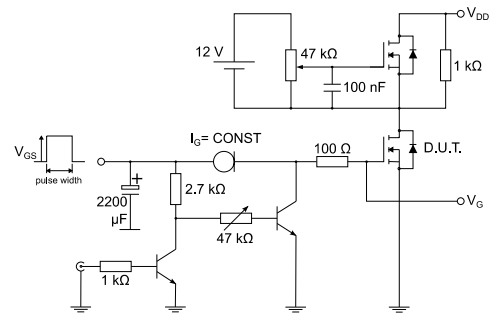 V_DD
12 V
47 kΩ
1 kΩ
100 nF
I_G= CONST
100 Ω
D.U.T.
V_GS
pulse width
2.7 kΩ
+
2200
μF
47 kΩ
V_G
1 kΩ